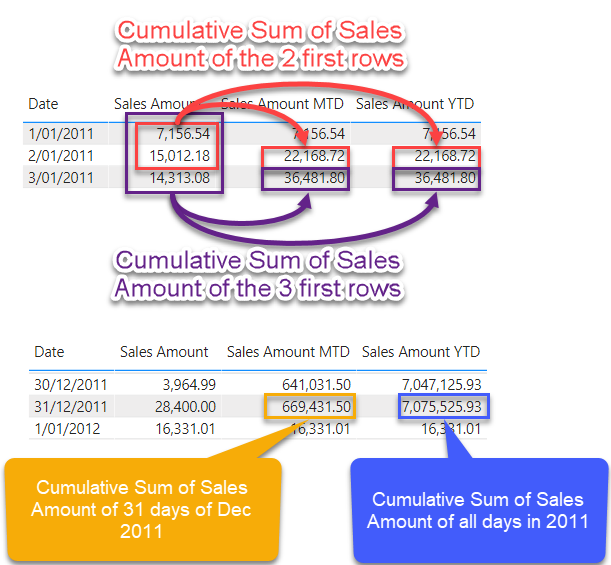 Cumulative Sum of Sales
Amount of the 2 first rows
Date Sales Amount Sales Amount MTD Sales Amount YTD
1/01/2011 7,156.54 7,156.54 7,156.54
2/01/2011 15,012.18 22,168.72 22,168.72
3/01/2011 14,313.08 36,481.80 36,481.80
Cumulative Sum of Sales
Amount of the 3 first rows
Date Sales Amount Sales Amount MTD Sales Amount YTD
30/12/2011 3,964.99 641,031.50 7,047,125.93
31/12/2011 28,400.00 669,431.50 7,075,525.93
1/01/2012 16,331.01 16,331.01 16,331.01
Cumulative Sum of Sales
Amount of 31 days of Dec
2011
Cumulative Sum of Sales
Amount of all days in 2011